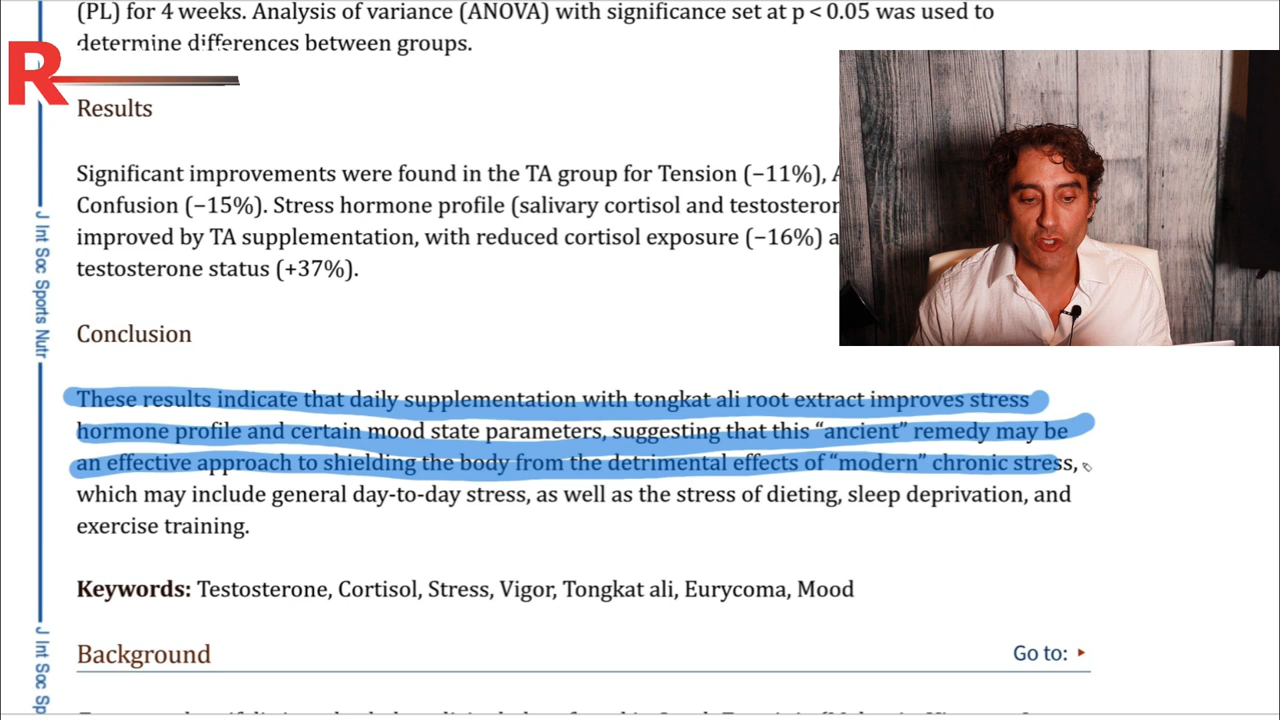 (PL) for 4 weeks. Analysis of variance (ANOVA) with significance set at p < 0.05 was used to
determine differences between groups.
R
Results
Significant improvements were found in the TA group for Tension (−11%),
Confusion (−15%). Stress hormone profile (salivary cortisol and
improved by TA supplementation, with reduced cortisol exposure (−16%)
testosterone status (+37%).
J Int Soc Sports Nutr
Conclusion
These results indicate that daily supplementation with tongkat ali root extract improves stress
hormone profile and certain mood state parameters, suggesting that this “ancient” remedy may be
an effective approach to shielding the body from the detrimental effects of “modern” chronic stress,
which may include general day-to-day stress, as well as the stress of dieting, sleep deprivation, and
exercise training.
Keywords: Testosterone, Cortisol, Stress, Vigor, Tongkat ali, Eurycoma, Mood
J Int Soc Sp
Background
Go to: